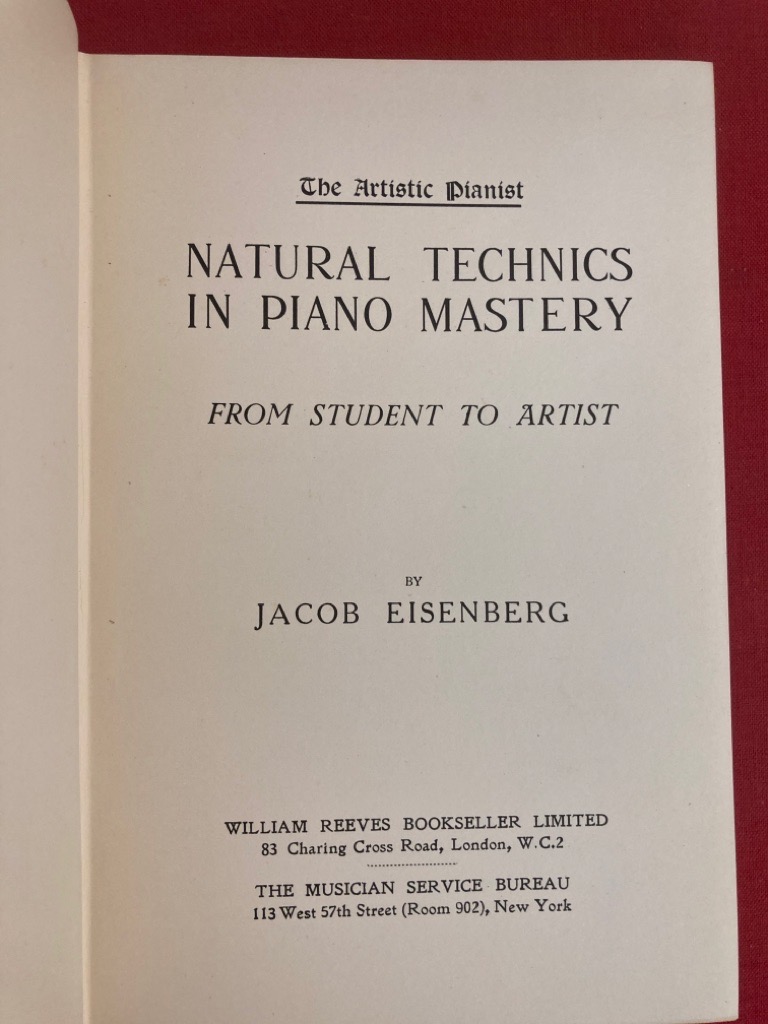 The Artistic Pianist
NATURAL TECHNICS
IN PIANO MASTERY
FROM STUDENT TO ARTIST
BY
JACOB EISENBERG
WILLIAM REEVES BOOKSELLER LIMITED
83 Charing Cross Road, London, W.C.2
THE MUSICIAN SERVICE BUREAU
113 West 57th Street (Room 902), New York